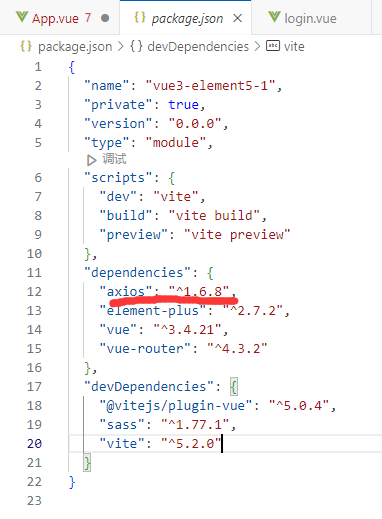 App.vue 7 package.json login.vue
package.json > devDependencies > vite
1 {
2 "name": "vue3-element5-1",
3 "private": true,
4 "version": "0.0.0",
5 "type": "module",
调试
6 "scripts": {
7 "dev": "vite",
8 "build": "vite build",
9 "preview": "vite preview"
10 },
11 "dependencies": {
12 "axios": "^1.6.8",
13 "element-plus": "^2.7.2",
14 "vue": "^3.4.21",
15 "vue-router": "^4.3.2"
16 },
17 "devDependencies": {
18 "@vitejs/plugin-vue": "^5.0.4",
19 "sass": "^1.77.1",
20 "vite": "^5.2.0"
21 }
22 }
23